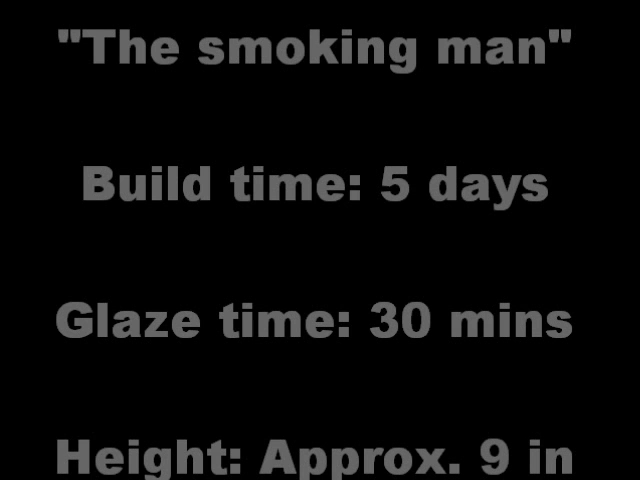 "The smoking man"
Build time: 5 days
Glaze time: 30 mins
Height: Approx. 9 in